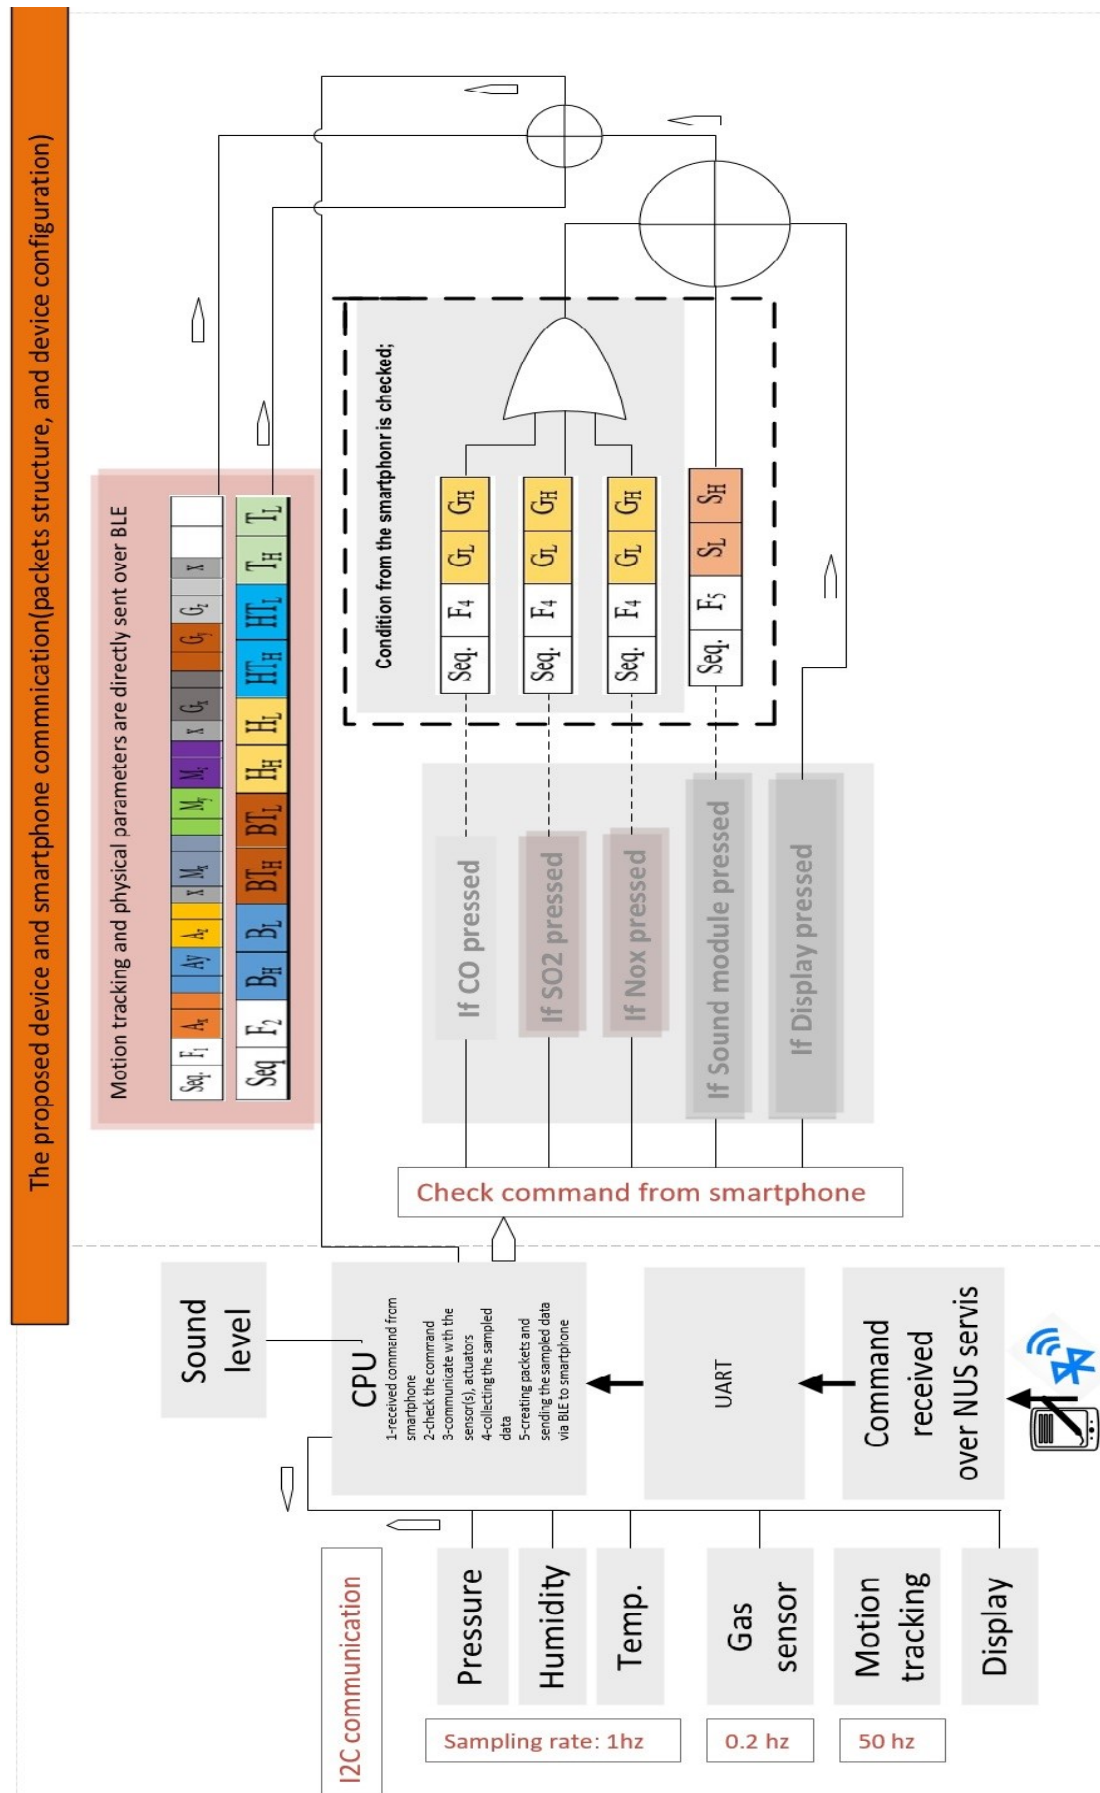 The proposed device and smartphone commnication(packets structure, and device configuration)
I2C communication
Pressure
Humidity
Temp.
Gas
sensor
Motion
tracking
Display
Sampling rate: 1hz
0.2 hz
50 hz
Sound
level
CPU
1-received command from
smartphone
2-check the command
3-communicate with the
sensor(s), actuators
4-collecting the sampled
data
5-creating packets and
sending the sampled data
via BLE to smartphone
UART
Command
received
over NUS servis
Check command from smartphone
Motion tracking and physical parameters are directly sent over BLE
Seq. F1 Ax Ay Az x Mx My x Gx Gz x
Seq F2 BH BL BTH BTL HH HL HTH HTL TH TL
If CO pressed
If SO2 pressed
If Nox pressed
If Sound module pressed
If Display pressed
Condition from the smartphonr is checked;
Seq. F4 GL GH
Seq. F4 GL GH
Seq. F4 GL GH
Seq. F5 SL SH